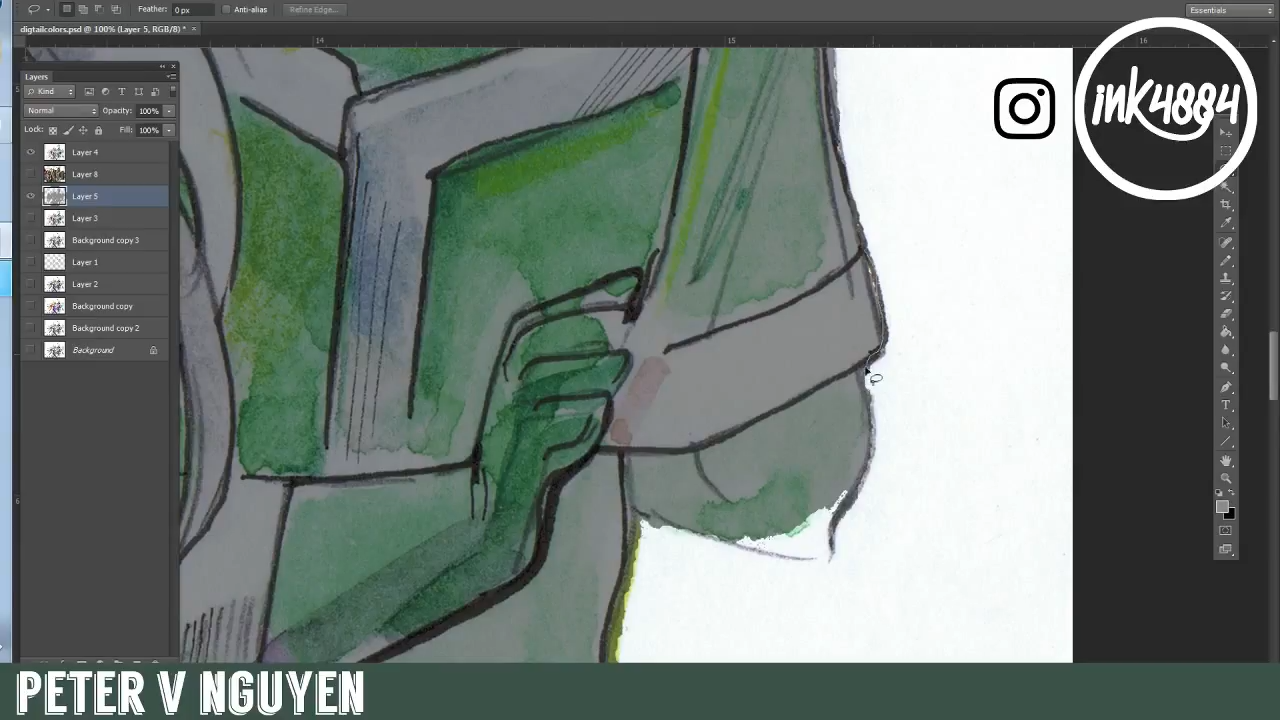 Feather: 0 px Anti-alias Refine Edge... Essentials
digtailcolors.psd @ 100% (Layer 5, RGB/8) * ×
14 15 16
Layers
Kind
Normal Opacity: 100%
Lock: Fill: 100%
Layer 4
Layer 8
Layer 5
Layer 3
Background copy 3
Layer 1
Layer 2
Background copy
Background copy 2
Background
ink4884
PETER V NGUYEN